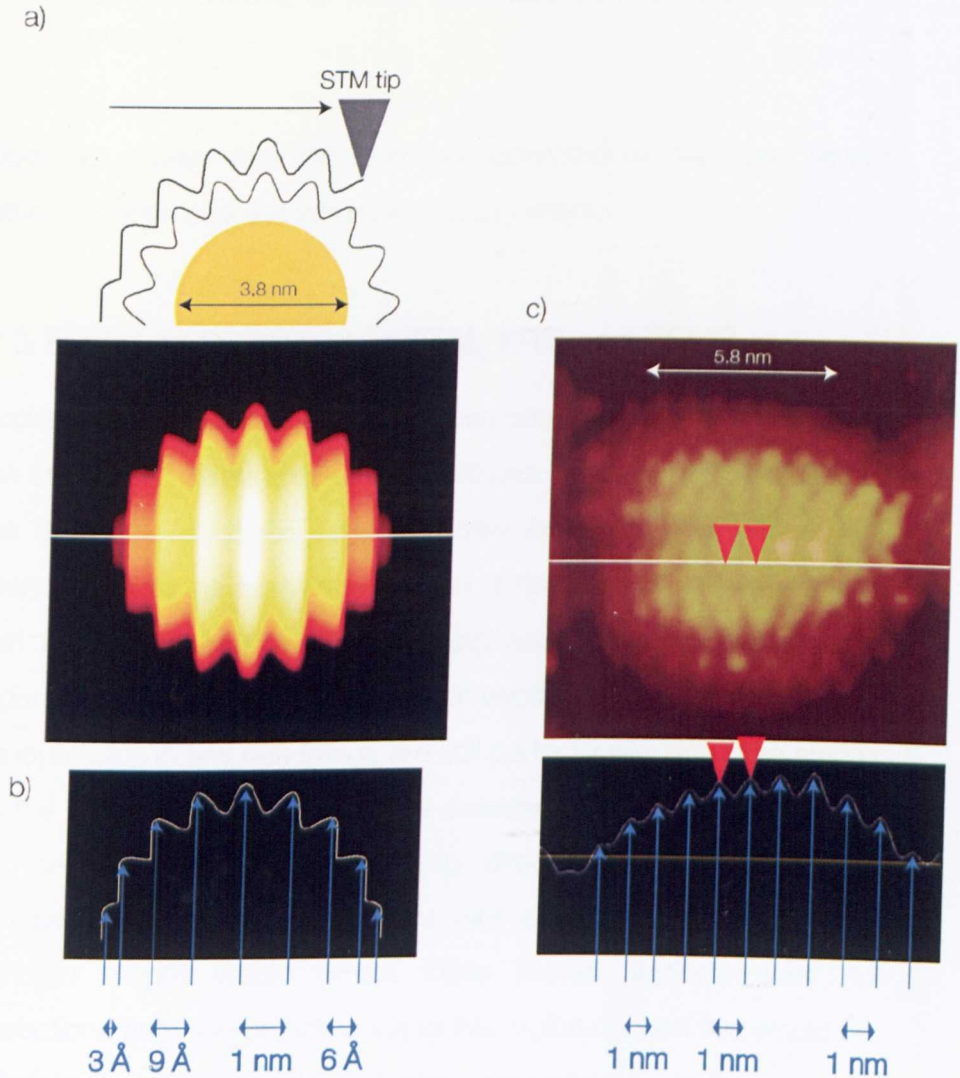 a)
STM tip
3,8 nm
c)
5.8 nm
b)
3 Å 9 Å 1 nm 6 Å
1 nm 1 nm 1 nm